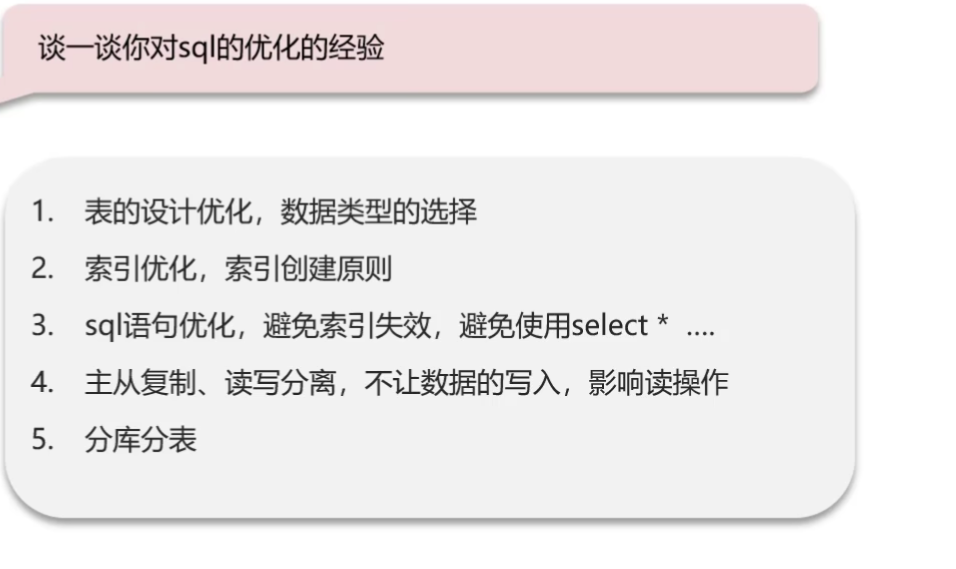 谈一谈你对sql的优化的经验
1. 表的设计优化，数据类型的选择
2. 索引优化，索引创建原则
3. sql语句优化，避免索引失效，避免使用select * ....
4. 主从复制、读写分离，不让数据的写入，影响读操作
5. 分库分表